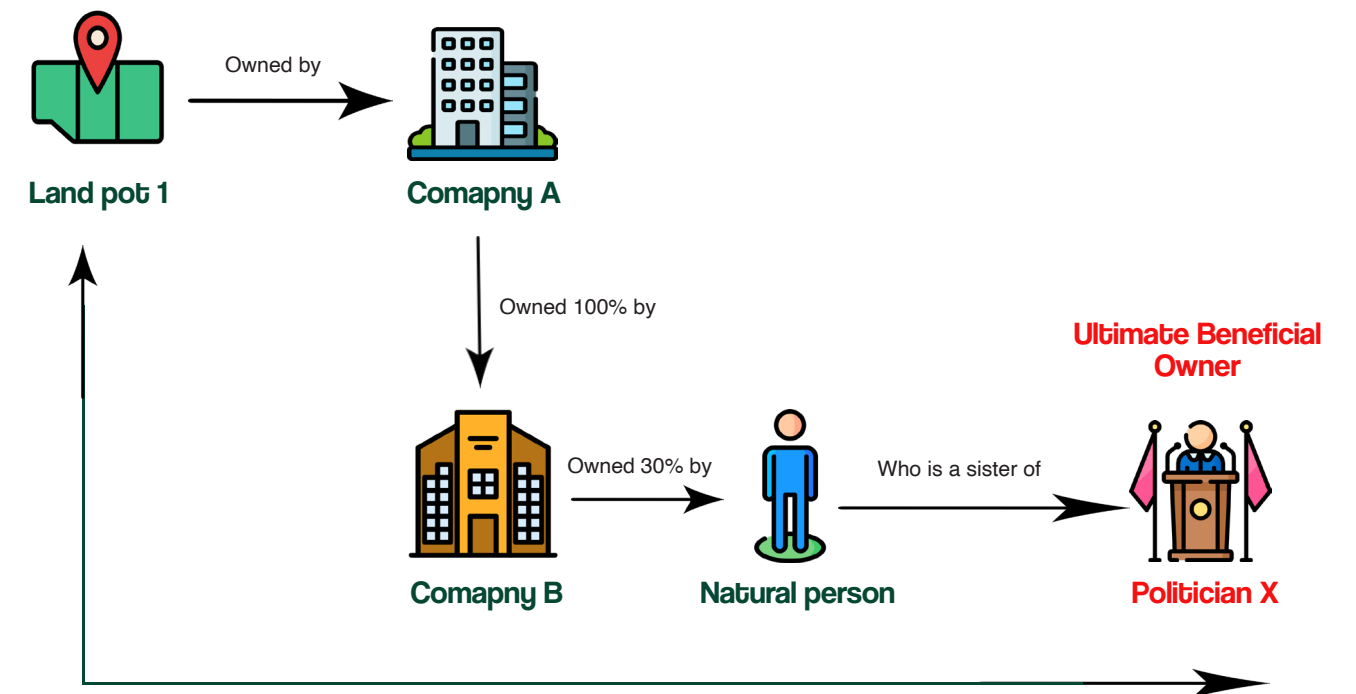 Owned by
Land pot 1
Comapny A
Owned 100% by
Ultimate Beneficial
Owner
Owned 30% by
Who is a sister of
Comapny B
Natural person
Politician X